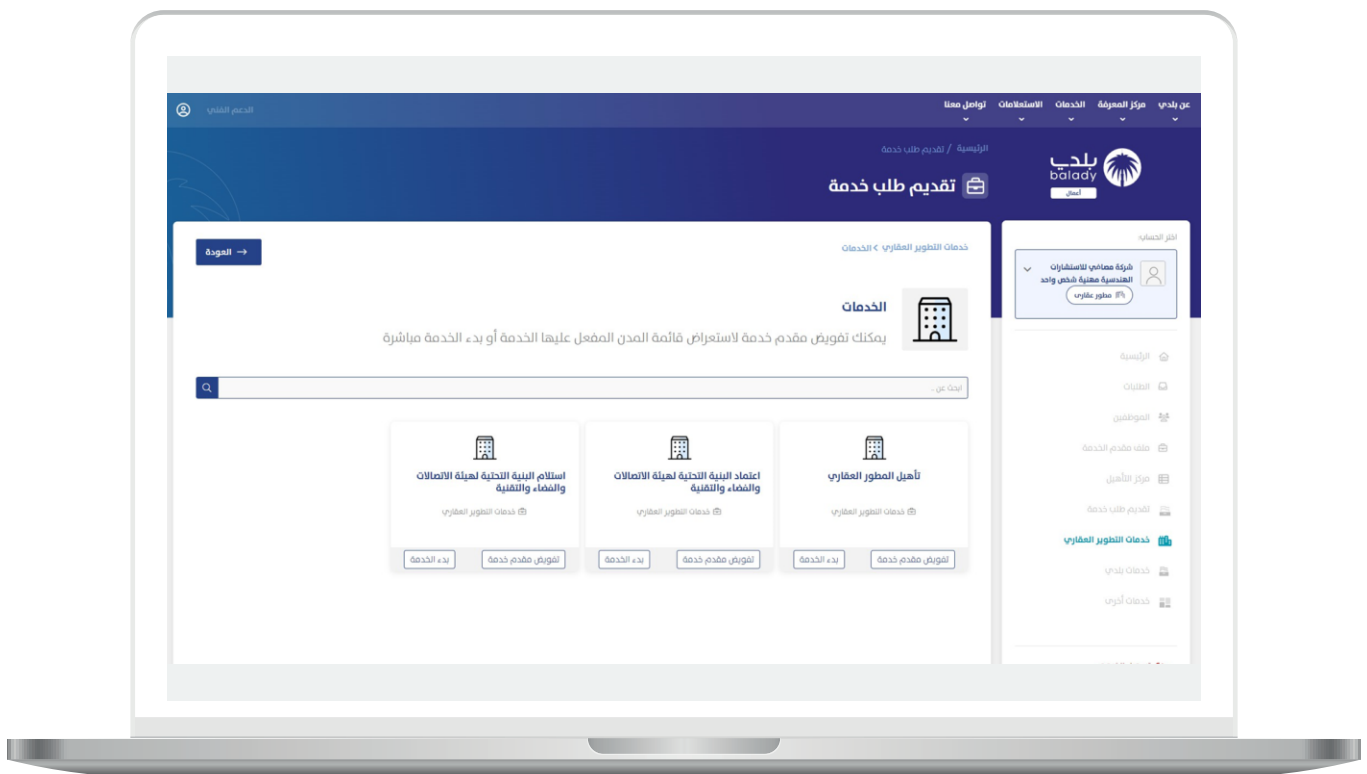 عن بلدي مركز المعرفة الخدمات الاستعلامات تواصل معنا
الدعم الفني
بلدي
balady
أعمال
الرئيسية / تقديم طلب خدمة
تقديم طلب خدمة
اختر الحساب
شركة معافي للاستشارات
الهندسية مهنية شخص واحد
مطور عقاري
الرئيسية
الطلبات
الموظفين
ملف مقدم الخدمة
مركز التأهيل
تقديم طلب خدمة
خدمات التطوير العقاري
خدمات بلدي
خدمات أخرى
خدمات التطوير العقاري > الخدمات
العودة
الخدمات
يمكنك تفويض مقدم خدمة لاستعراض قائمة المدن المفعل عليها الخدمة أو بدء الخدمة مباشرة
ابحث عن ..
تأهيل المطور العقاري
خدمات التطوير العقاري
تفويض مقدم خدمة بدء الخدمة
اعتماد البنية التحتية لهيئة الاتصالات
والفضاء والتقنية
خدمات التطوير العقاري
تفويض مقدم خدمة بدء الخدمة
استلام البنية التحتية لهيئة الاتصالات
والفضاء والتقنية
خدمات التطوير العقاري
تفويض مقدم خدمة بدء الخدمة